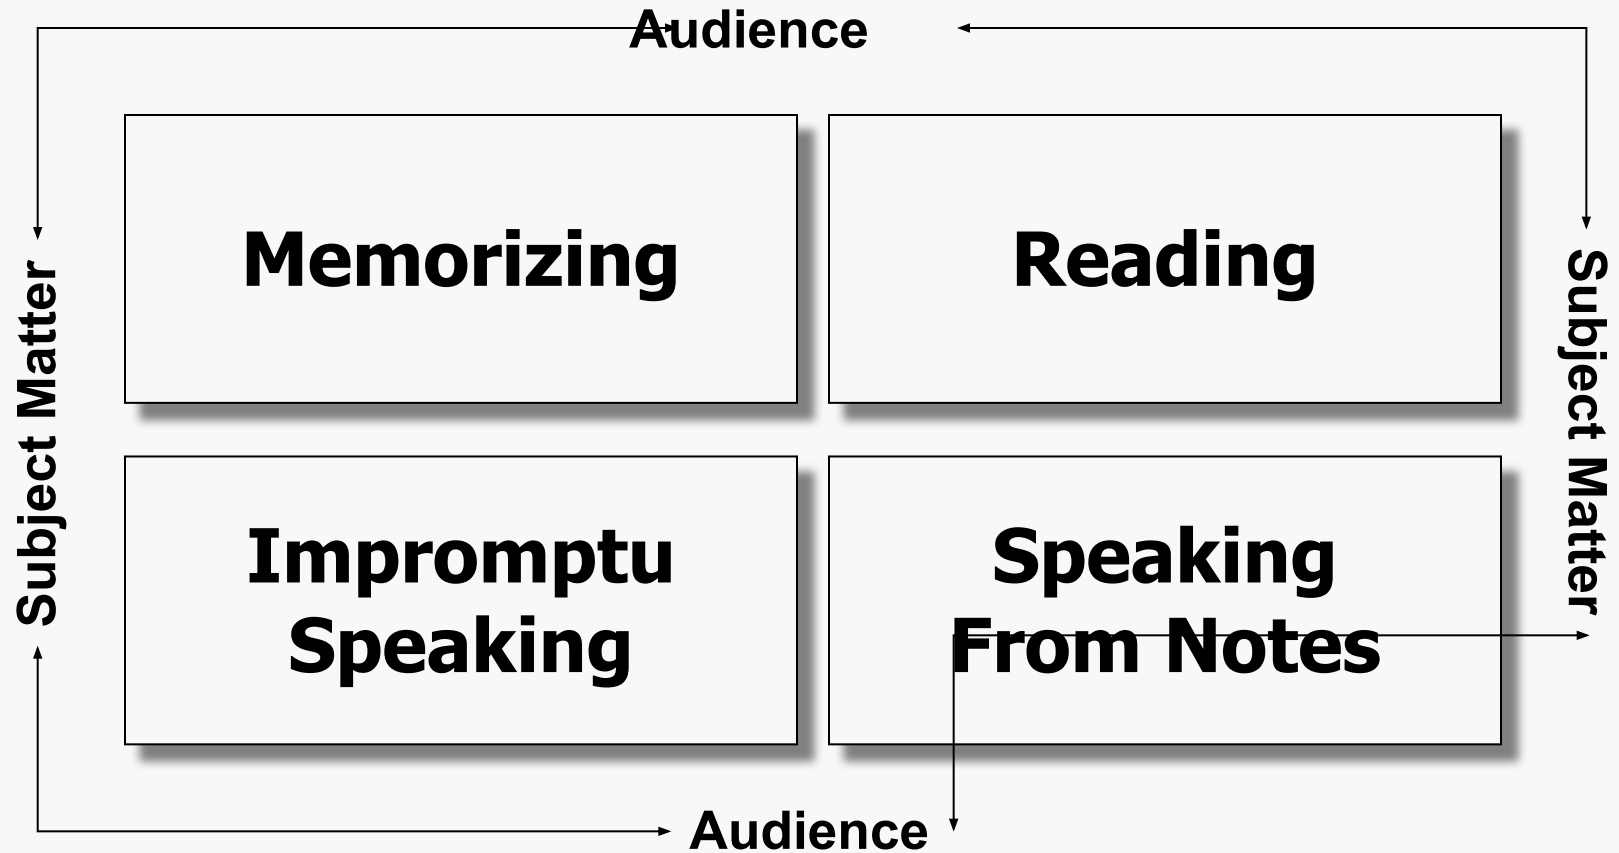 Audience
Memorizing
Reading
Subject Matter
Subject Matter
Impromptu
Speaking
Speaking
From Notes
Audience